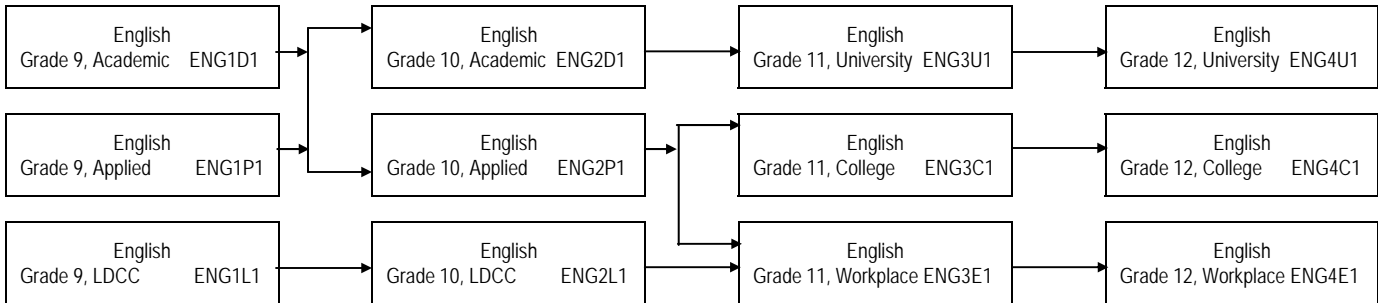 English
Grade 9, Academic ENG1D1
English
Grade 10, Academic ENG2D1
English
Grade 11, University ENG3U1
English
Grade 12, University ENG4U1
English
Grade 9, Applied ENG1P1
English
Grade 10, Applied ENG2P1
English
Grade 11, College ENG3C1
English
Grade 12, College ENG4C1
English
Grade 9, LDCC ENG1L1
English
Grade 10, LDCC ENG2L1
English
Grade 11, Workplace ENG3E1
English
Grade 12, Workplace ENG4E1